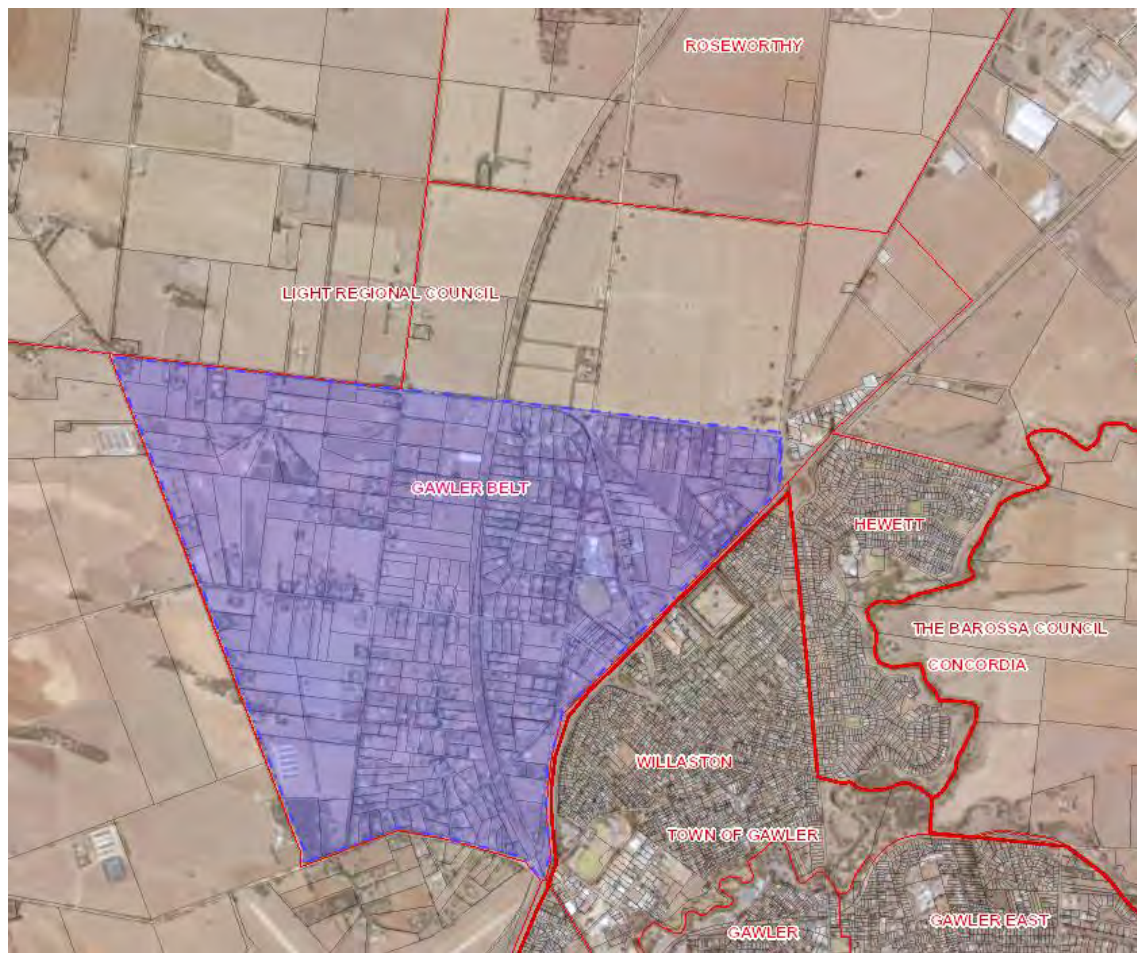 ROSEWORTHY
LIGHT REGIONAL COUNCIL
GAWLER BELT
HEWETT
THE BAROSSA COUNCIL
CONCORDIA
WILLASTON
TOWN OF GAWLER
GAWLER
GAWLER EAST